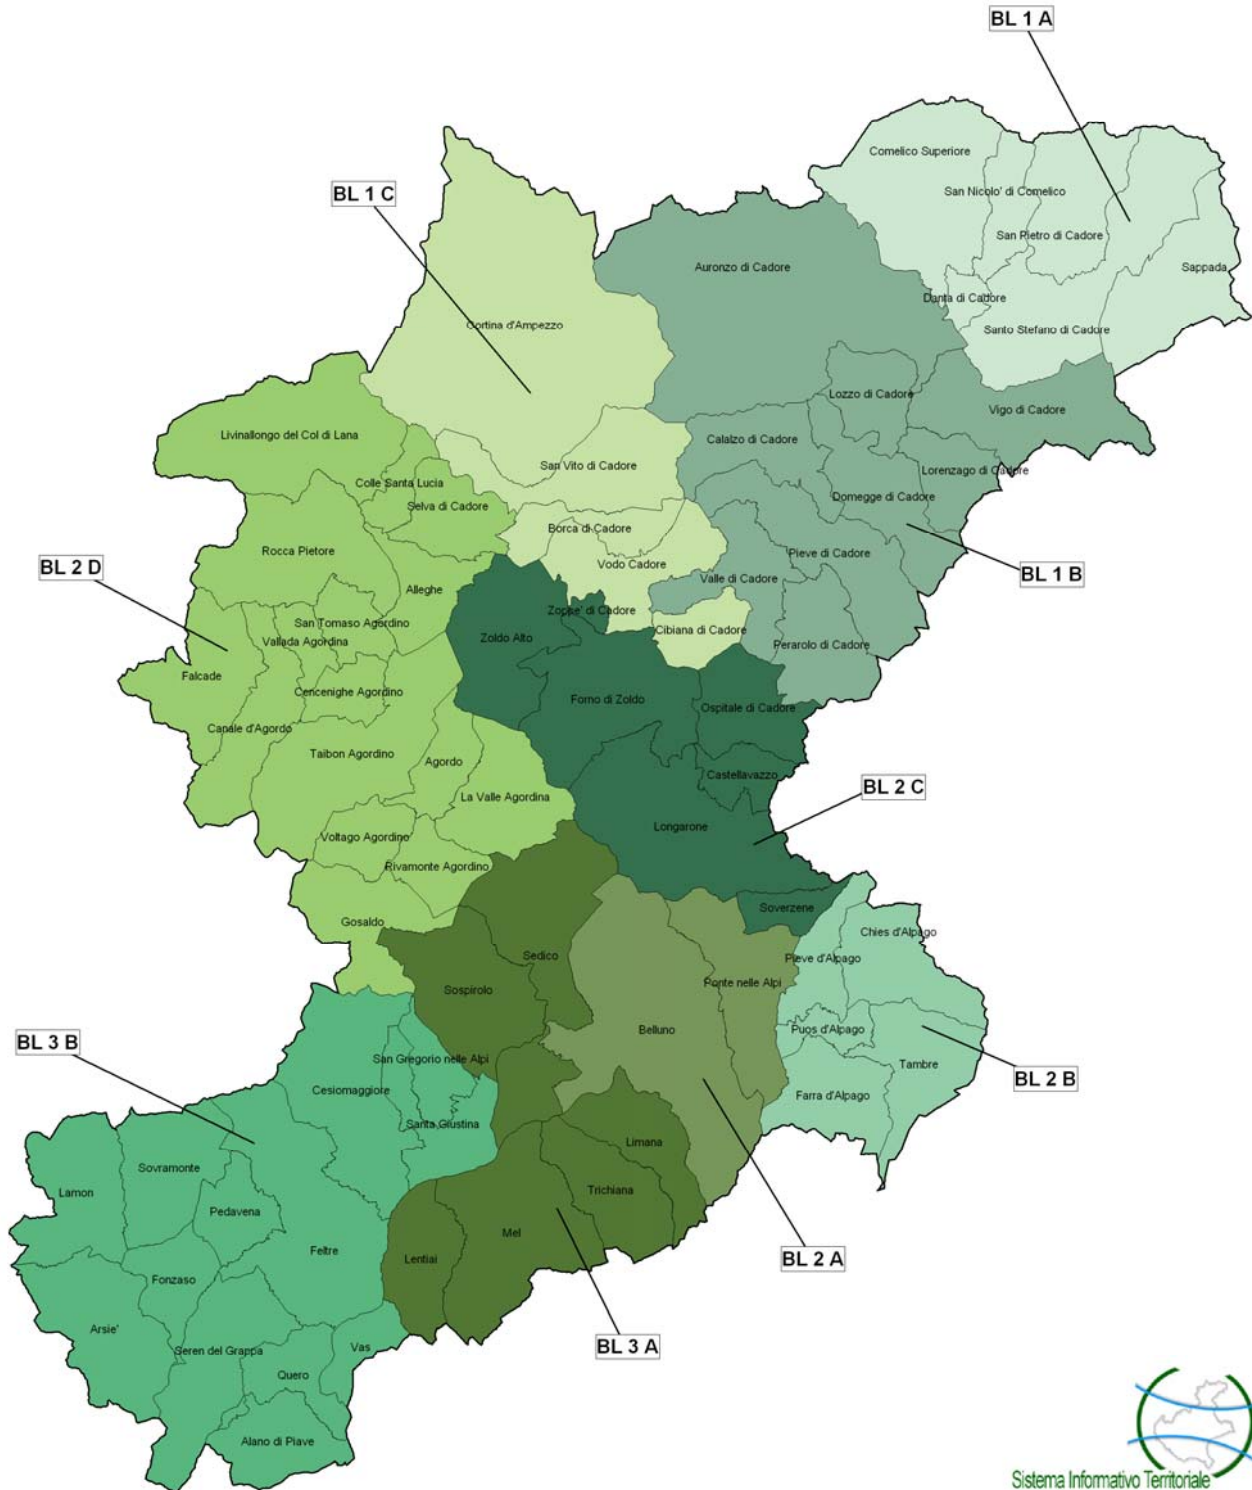 BL 1 A
Comelico Superiore
BL 1 C
San Nicolo' di Comelico
San Pietro di Cadore
Auronzo di Cadore
Sappada
Danta di Cadore
Cortina d'Ampezzo
Santo Stefano di Cadore
Lozzo di Cadore
Vigo di Cadore
Livinallongo del Col di Lana
Calalzo di Cadore
San Vito di Cadore
Lorenzago di Cadore
Colle Santa Lucia
Domegge di Cadore
Selva di Cadore
Borca di Cadore
Rocca Pietore
Pieve di Cadore
Vodo Cadore
BL 2 D
BL 1 B
Valle di Cadore
Alleghe
Zoppe' di Cadore
San Tomaso Agordino
Cibiana di Cadore
Zoldo Alto
Vallada Agordina
Perarolo di Cadore
Falcade
Cencenighe Agordino
Forno di Zoldo
Ospitale di Cadore
Canale d'Agordo
Taibon Agordino
Agordo
Castellavazzo
BL 2 C
La Valle Agordina
Longarone
Voltago Agordino
Rivamonte Agordino
Soverzene
Gosaldo
Chies d'Alpago
Sedico
Pieve d'Alpago
Ponte nelle Alpi
Sospirolo
Belluno
Puos d'Alpago
BL 3 B
San Gregorio nelle Alpi
Tambre
BL 2 B
Cesiomaggiore
Farra d'Alpago
Santa Giustina
Limana
Sovramonte
Lamon
Trichiana
Pedavena
Mel
Feltre
Lentiai
BL 2 A
Fonzaso
Arsie'
BL 3 A
Vas
Seren del Grappa
Quero
Alano di Piave
Sistema Informativo Territoriale